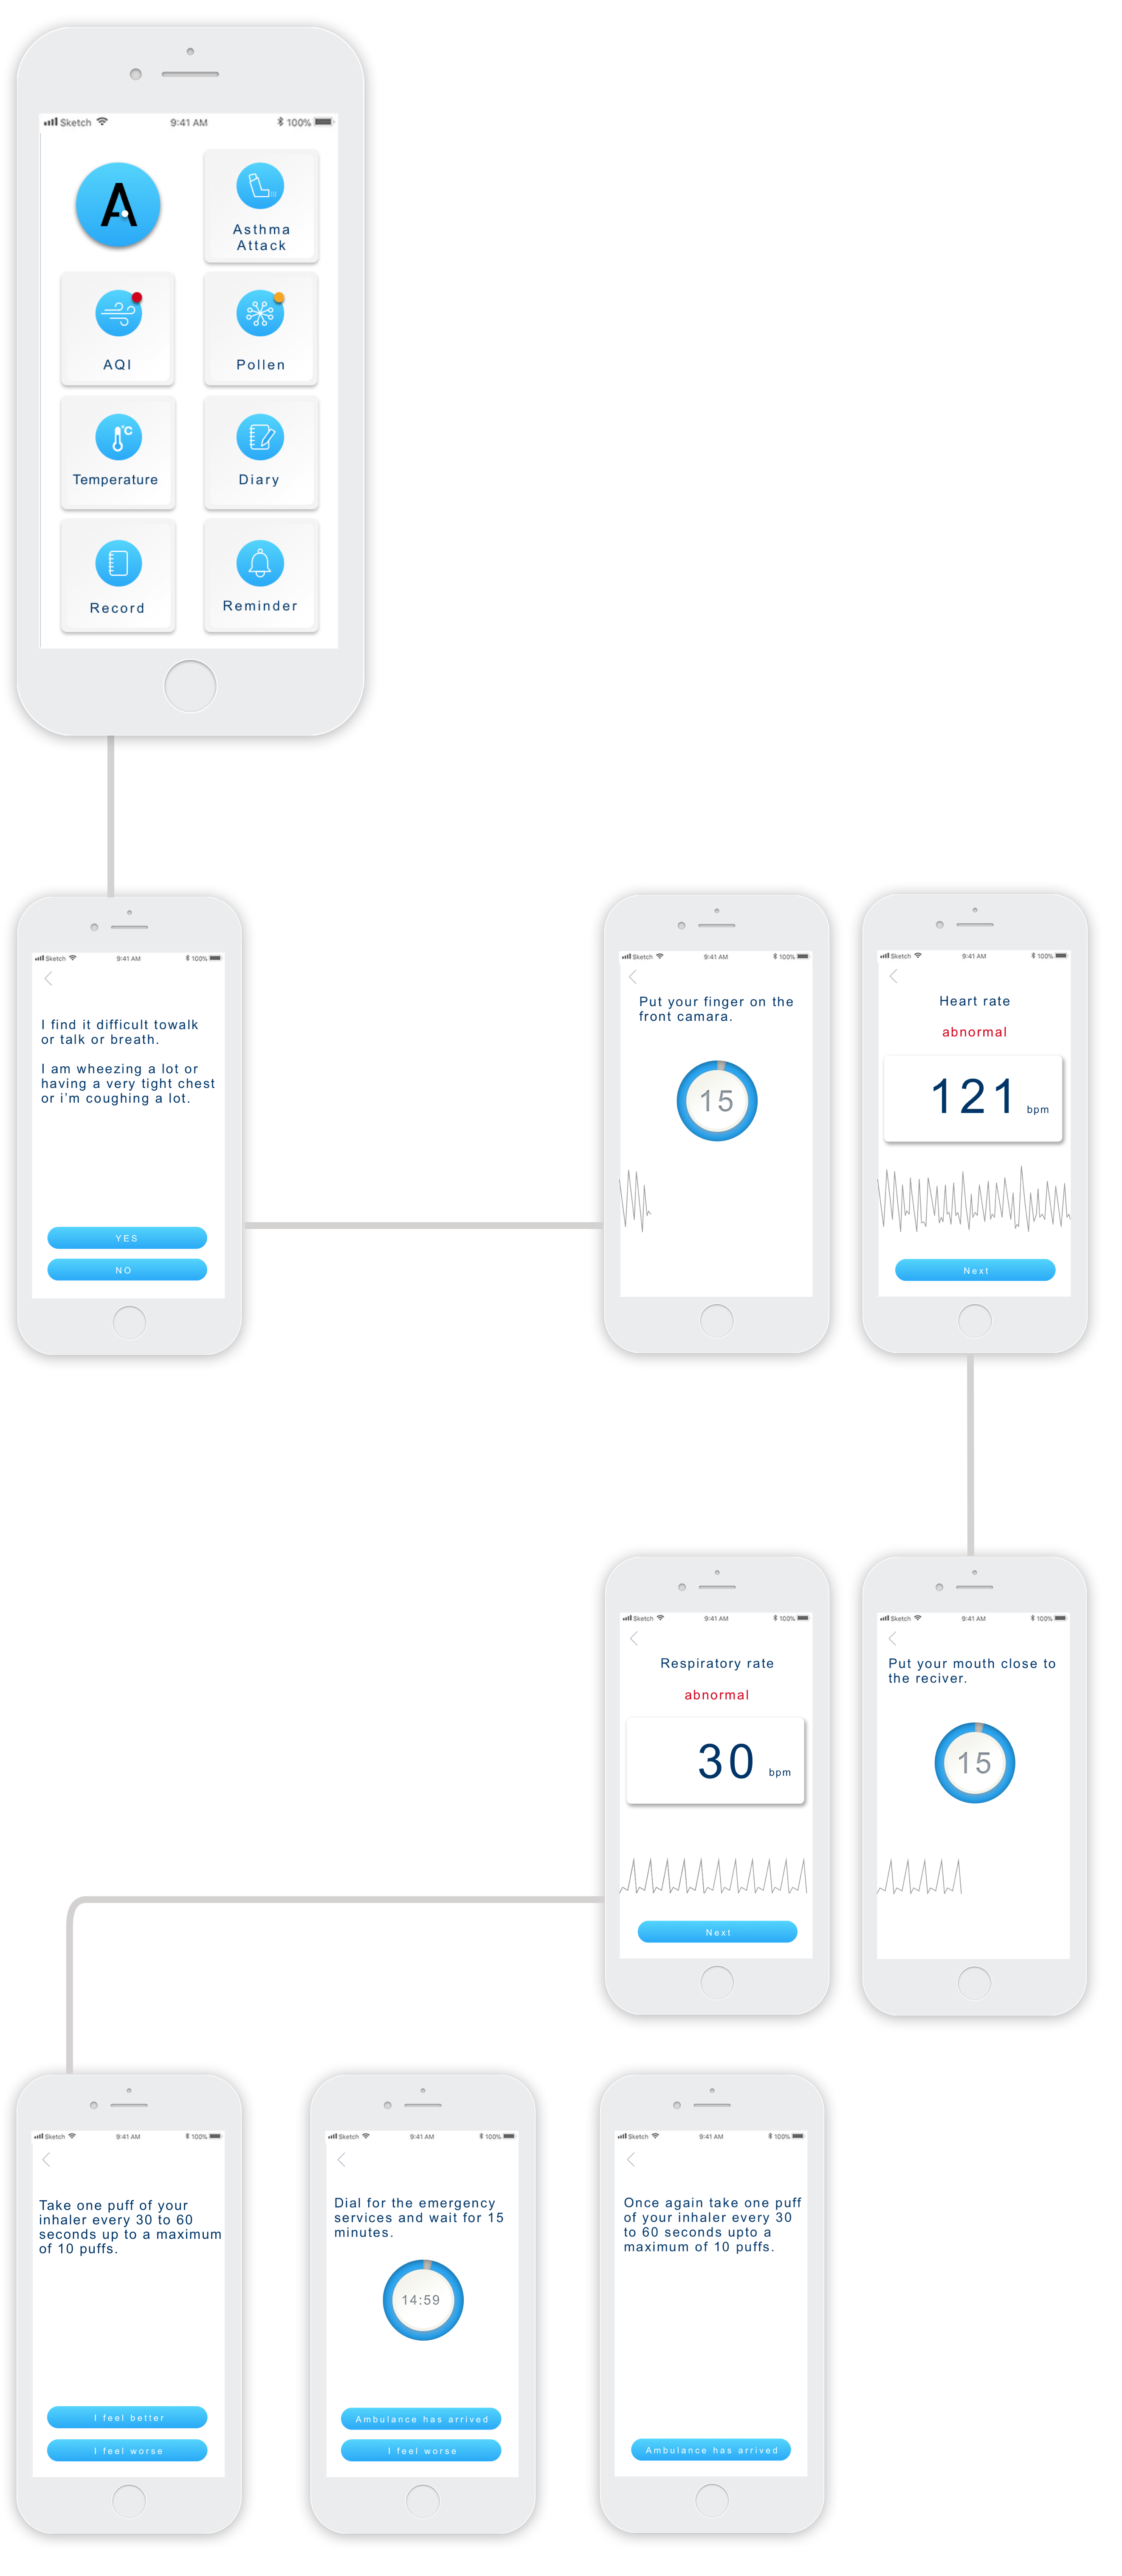 Sketch 9:41 AM 100%
A
Asthma
Attack
AQI
Pollen
°C
Temperature
Diary
Record
Reminder
Sketch 9:41 AM 100%
I find it difficult towalk
or talk or breath.
I am wheezing a lot or
having a very tight chest
or i'm coughing a lot.
YES
NO
Sketch 9:41 AM 100%
Put your finger on the
front camara.
15
Sketch 9:41 AM 100%
Heart rate
abnormal
121 bpm
Next
Sketch 9:41 AM 100%
Respiratory rate
abnormal
30 bpm
Next
Sketch 9:41 AM 100%
Put your mouth close to
the reciver.
15
Sketch 9:41 AM 100%
Take one puff of your
inhaler every 30 to 60
seconds up to a maximum
of 10 puffs.
I feel better
I feel worse
Sketch 9:41 AM 100%
Dial for the emergency
services and wait for 15
minutes.
14:59
Ambulance has arrived
I feel worse
Sketch 9:41 AM 100%
Once again take one puff
of your inhaler every 30
to 60 seconds upto a
maximum of 10 puffs.
Ambulance has arrived